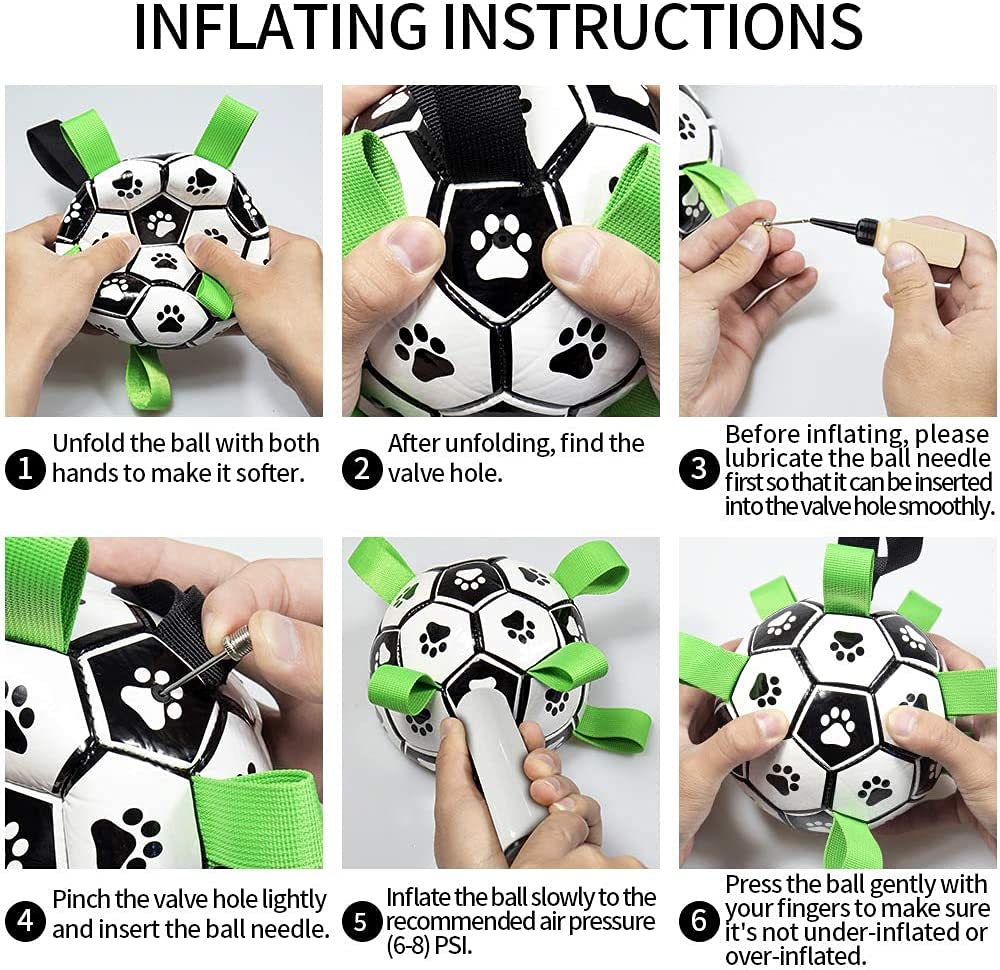 INFLATING INSTRUCTIONS
1
Unfold the ball with both
hands to make it softer.
2
After unfolding, find the
valve hole.
3
Before inflating, please
lubricate the ball needle
first so that it can be inserted
into the valve hole smoothly.
4
Pinch the valve hole lightly
and insert the ball needle.
5
Inflate the ball slowly to the
recommended air pressure
(6-8) PSI.
6
Press the ball gently with
your fingers to make sure
it's not under-inflated or
over-inflated.